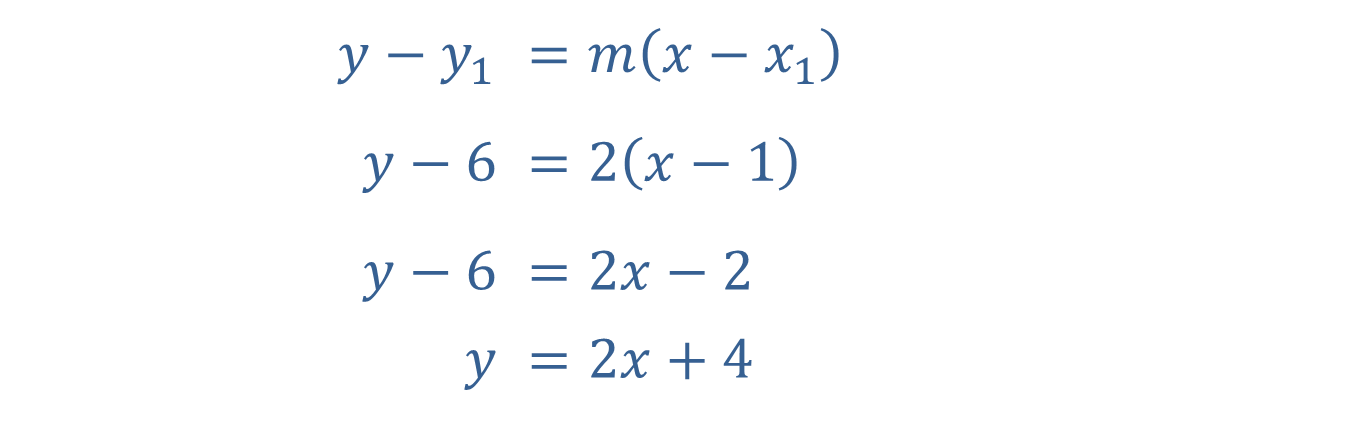 y − y₁ = m(x − x₁)
y − 6 = 2(x − 1)
y − 6 = 2x − 2
y = 2x + 4